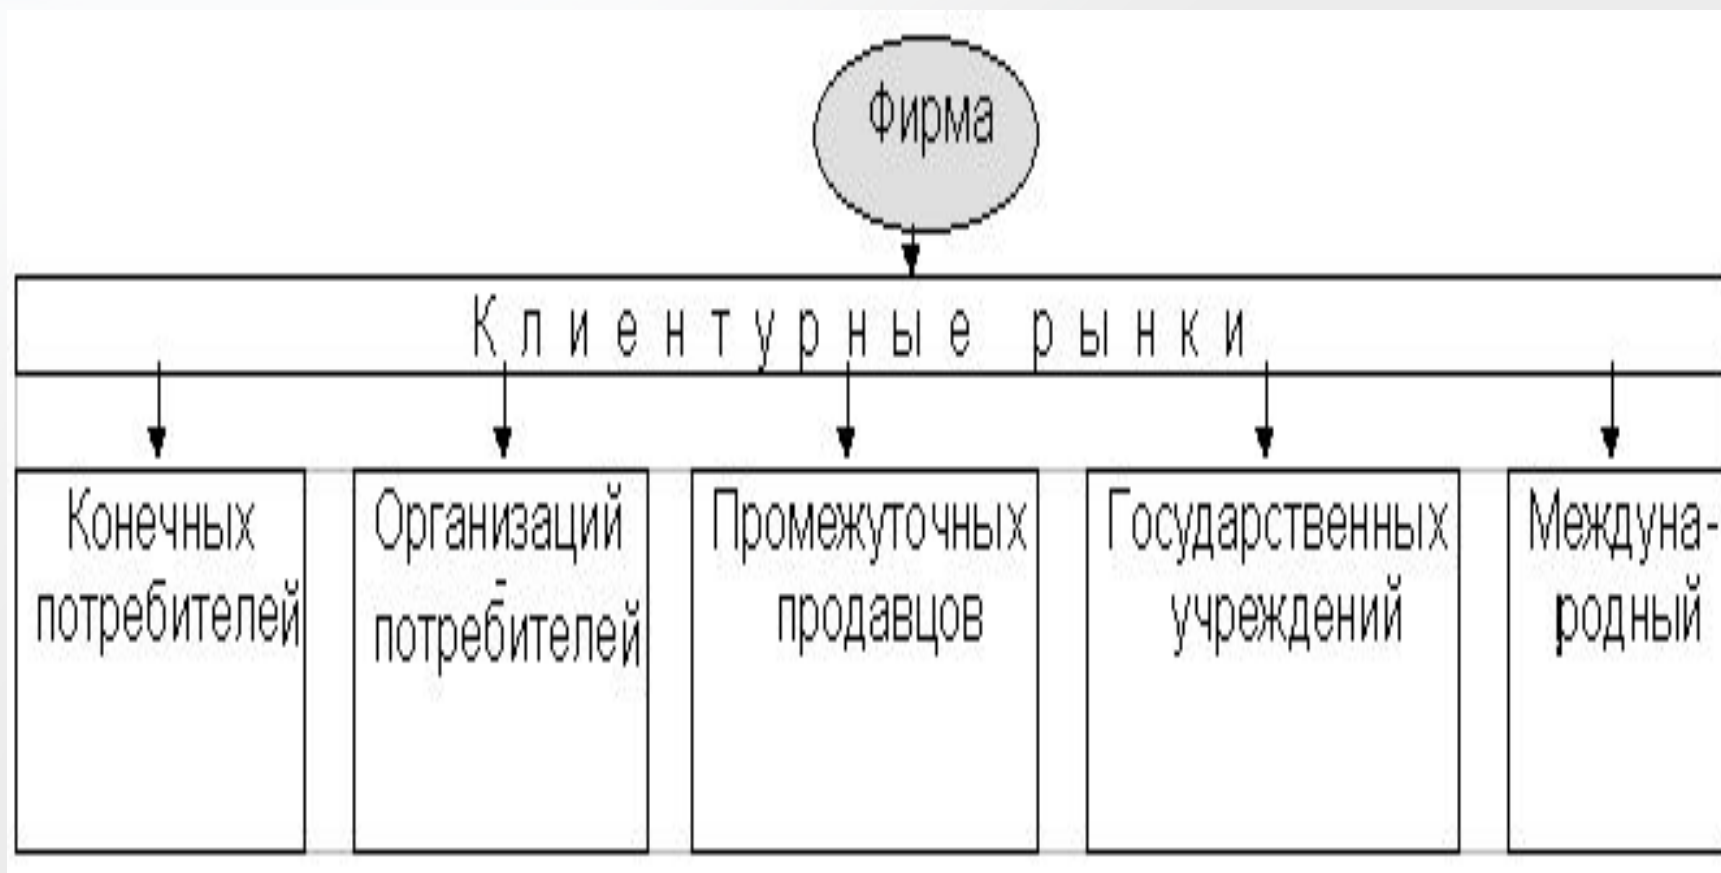 Фирма
Клиентурные рынки
Конечных
потребителей
Организаций
-
потребителей
Промежуточных
продавцов
Государственных
учреждений
Междуна-
родный